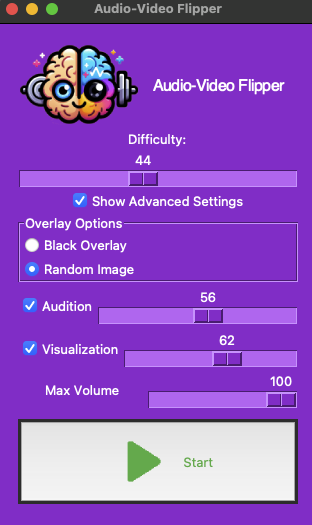 Audio-Video Flipper
Audio-Video Flipper
Difficulty:
44
Show Advanced Settings
Overlay Options
Black Overlay
Random Image
56
Audition
62
Visualization
100
Max Volume
Start